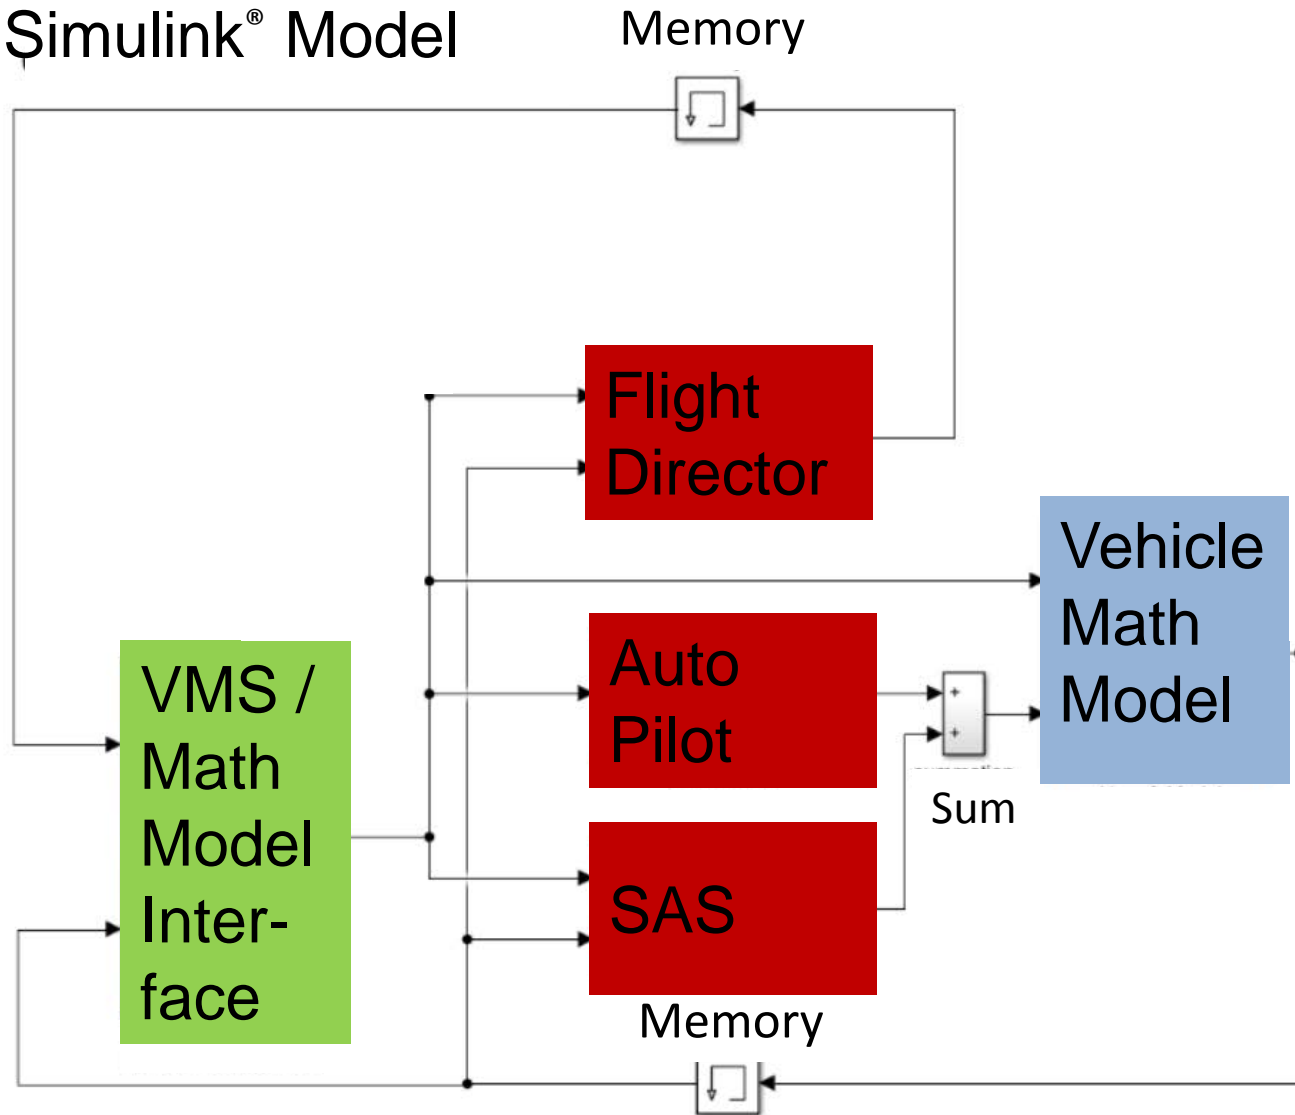 Simulink® Model
Memory
Flight
Director
Vehicle
Math
Model
Auto
Pilot
VMS /
Math
Model
Inter-
face
+
+
Sum
SAS
Memory